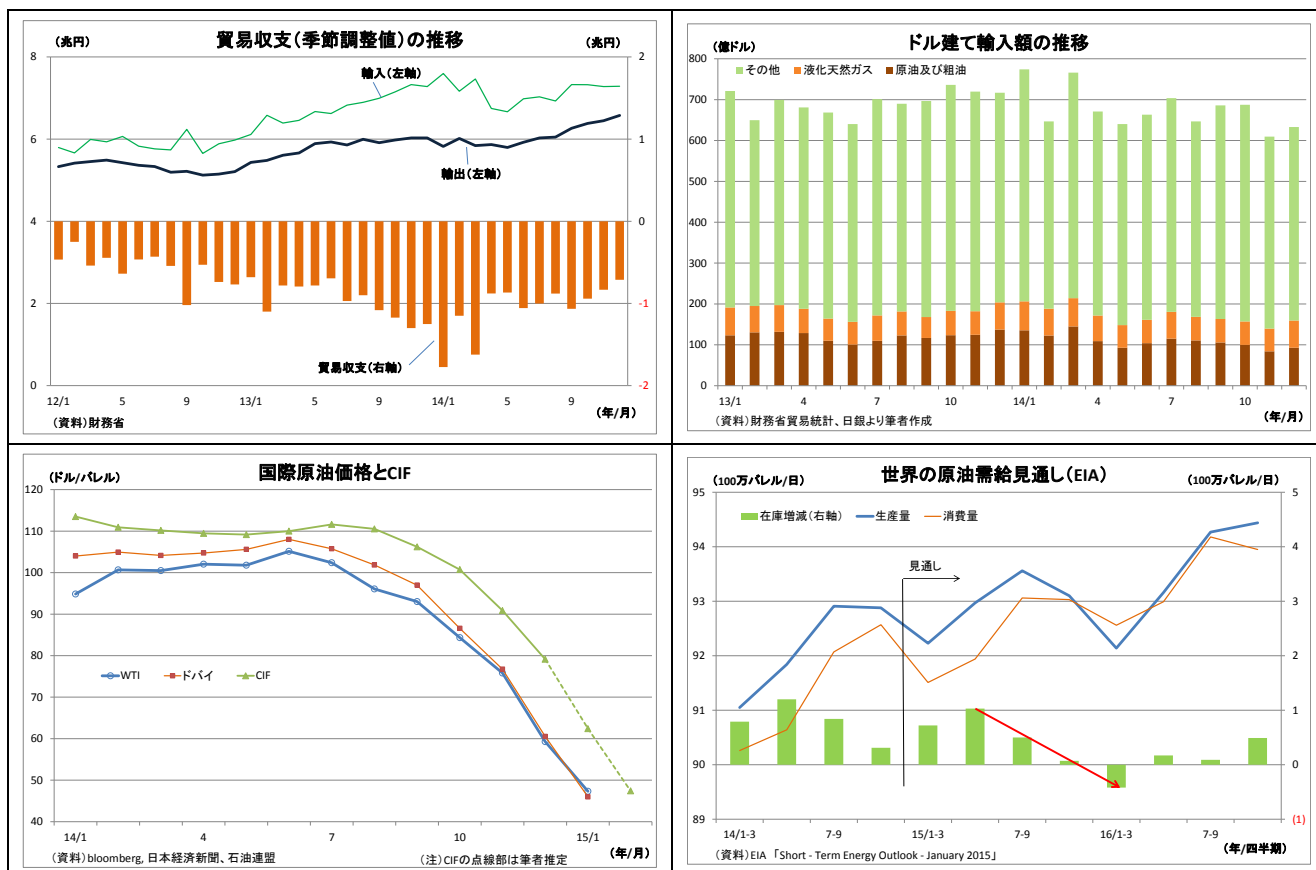 貿易収支(季節調整値)の推移
(兆円)
(兆円)
8
6
4
2
0
2
1
0
-1
-2
輸入(左軸)
輸出(左軸)
貿易収支(右軸)
12/1 5 9 13/1 5 9 14/1 5 9
(年/月)
(資料)財務省
ドル建て輸入額の推移
(億ドル)
その他 液化天然ガス 原油及び粗油
800
700
600
500
400
300
200
100
0
13/1 4 7 10 14/1 4 7 10
(年/月)
(資料)財務省貿易統計、日銀より筆者作成
国際原油価格とCIF
(ドル/バレル)
120
110
100
90
80
70
60
50
40
WTI ドバイ CIF
14/1 4 7 10 15/1
(年/月)
(資料)bloomberg, 日本経済新聞、石油連盟 (注)CIFの点線部は筆者推定
世界の原油需給見通し(EIA)
(100万バレル/日)
(100万バレル/日)
在庫増減(右軸) 生産量 消費量
見通し
95
94
93
92
91
90
89
5
4
3
2
1
0
(1)
14/1-3 7-9 15/1-3 7-9 16/1-3 7-9
(年/四半期)
(資料)EIA 「Short - Term Energy Outlook - January 2015」